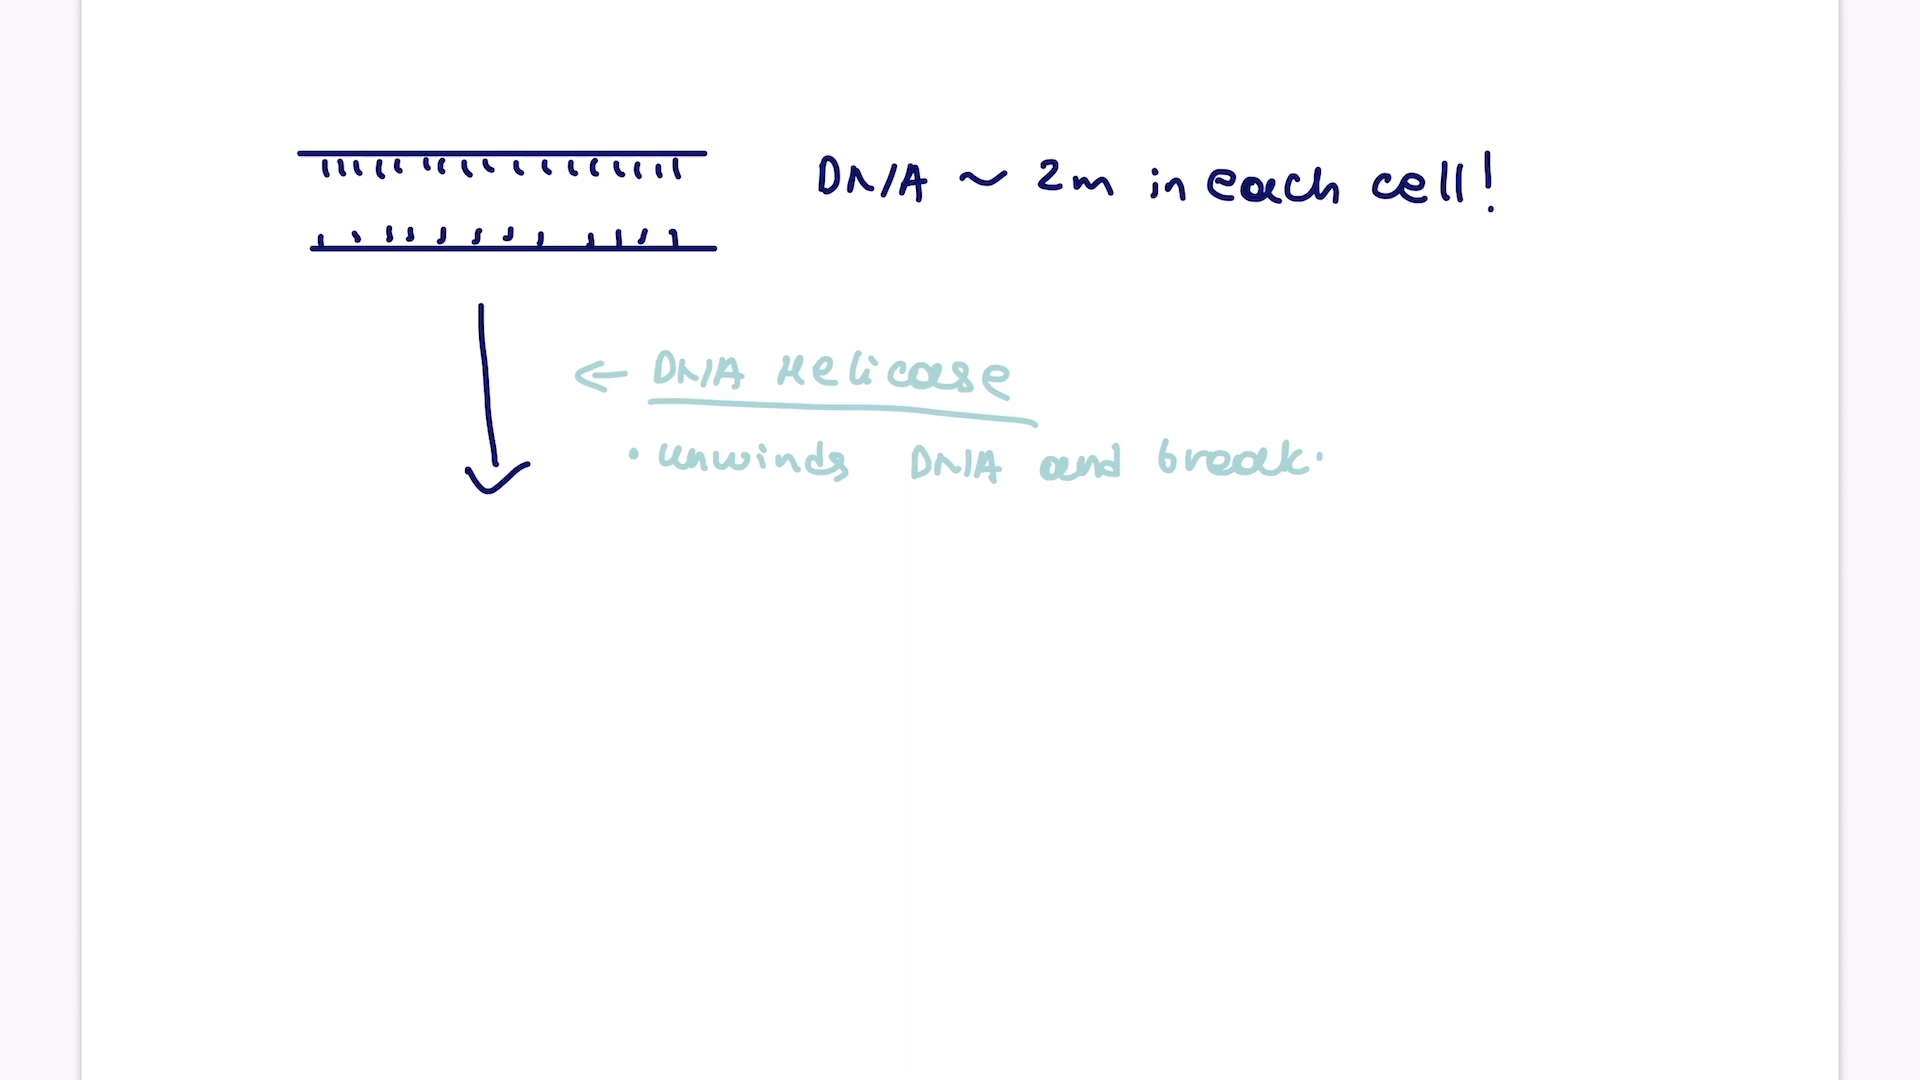 DNA ~ 2m in each cell!
← DNA Helicase
• unwinds DNA and break.